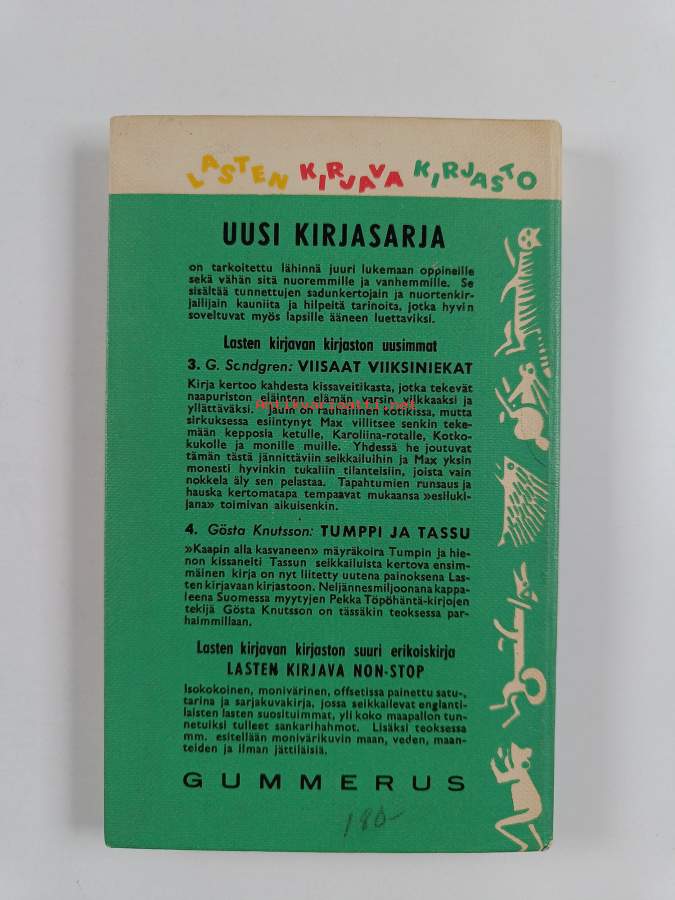 LASTEN KIRJAVA KIRJASTO
UUSI KIRJASARJA
on tarkoitettu lähinnä juuri lukemaan oppineille
sekä vähän sitä nuoremmille ja vanhemmille. Se
sisältää tunnettujen sadunkertojain ja nuortenkir-
jailijain kauniita ja hilpeitä tarinoita, jotka hyvin
soveltuvat myös lapsille ääneen luettaviksi.
Lasten kirjavan kirjaston uusimmat
3. G. Sandgren: VIISAAT VIIKSINIEKAT
Kirja kertoo kahdesta kissaveitikasta, jotka tekevät
naapuriston eläinten elämän varsin vilkkaaksi ja
yllättäväksi. Jauin on rauhallinen kotikissa, mutta
sirkuksessa esiintynyt Max villitsee senkin teke-
mään kepposia ketulle, Karoliina-rotalle, Kotko-
kukolle ja monille muille. Yhdessä he joutuvat
tämän tästä jännittäviin seikkailuihin ja Max yksin
monesti hyvinkin tukaliin tilanteisiin, joista vain
nokkela äly sen pelastaa. Tapahtumien runsaus ja
hauska kertomatapa tempaavat mukaansa »esiluki-
jana» toimivan aikuisenkin.
4. Gösta Knutsson: TUMPPI JA TASSU
»Kaapin alla kasvaneen» mäyräkoira Tumpin ja hie-
non kissaneiti Tassun seikkailuista kertova ensim-
mäinen kirja on nyt liitetty uutena painoksena Las-
ten kirjavaan kirjastoon. Neljännesmiljoonana kappa-
leena Suomessa myytyjen Pekka Töpöhäntä-kirjojen
tekijä Gösta Knutsson on tässäkin teoksessa par-
haimmillaan.
Lasten kirjavan kirjaston suuri erikoiskirja
LASTEN KIRJAVA NON-STOP
Isokokoinen, monivärinen, offsetissa painettu satu-,
tarina ja sarjakuvakirja, jossa seikkailevat englanti-
laisten lasten suosituimmat, yli koko maapallon tun-
netuiksi tulleet sankarihahmot. Lisäksi teoksessa
mm. esitellään monivärikuvin maan, veden, maan-
teiden ja ilman jättiläisiä.
GUMMERUS
180-